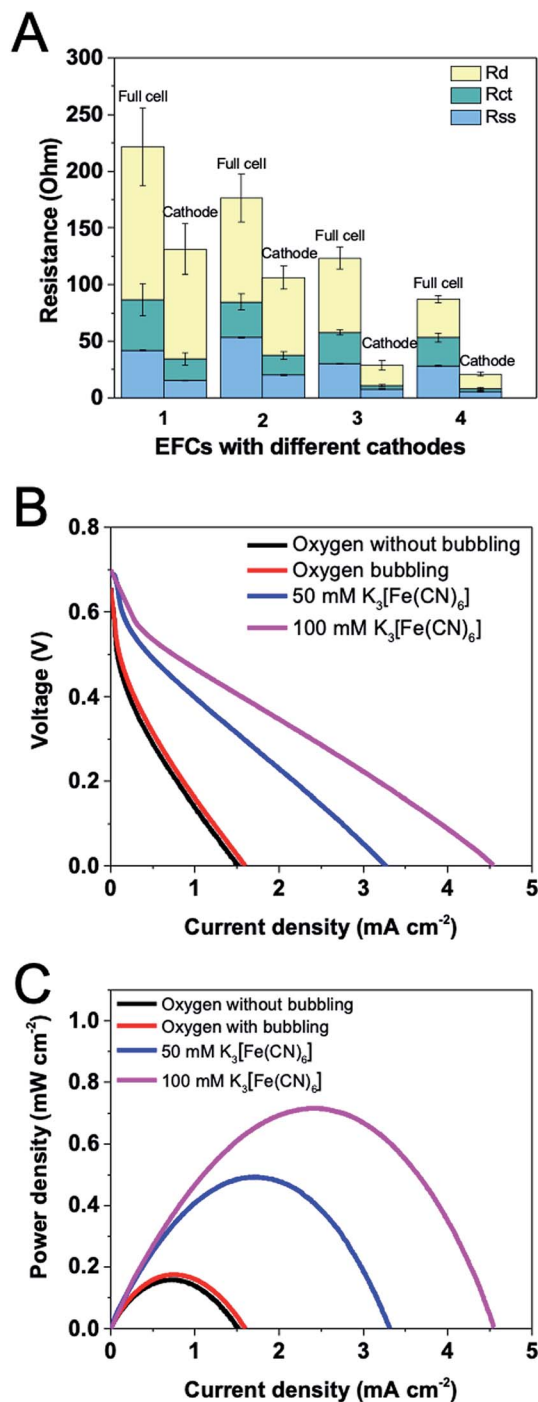 A
300
250
200
150
100
50
0
Resistance (Ohm)
Full cell
Cathode
Full cell
Cathode
Full cell
Cathode
Full cell
Cathode
Rd
Rct
Rss
1 2 3 4
EFCs with different cathodes
B
0.8
0.6
0.4
0.2
0.0
Voltage (V)
Oxygen without bubbling
Oxygen bubbling
50 mM K₃[Fe(CN)₆]
100 mM K₃[Fe(CN)₆]
0 1 2 3 4 5
Current density (mA cm⁻²)
C
1.0
0.8
0.6
0.4
0.2
0.0
Power density (mW cm⁻²)
Oxygen without bubbling
Oxygen with bubbling
50 mM K₃[Fe(CN)₆]
100 mM K₃[Fe(CN)₆]
0 1 2 3 4 5
Current density (mA cm⁻²)